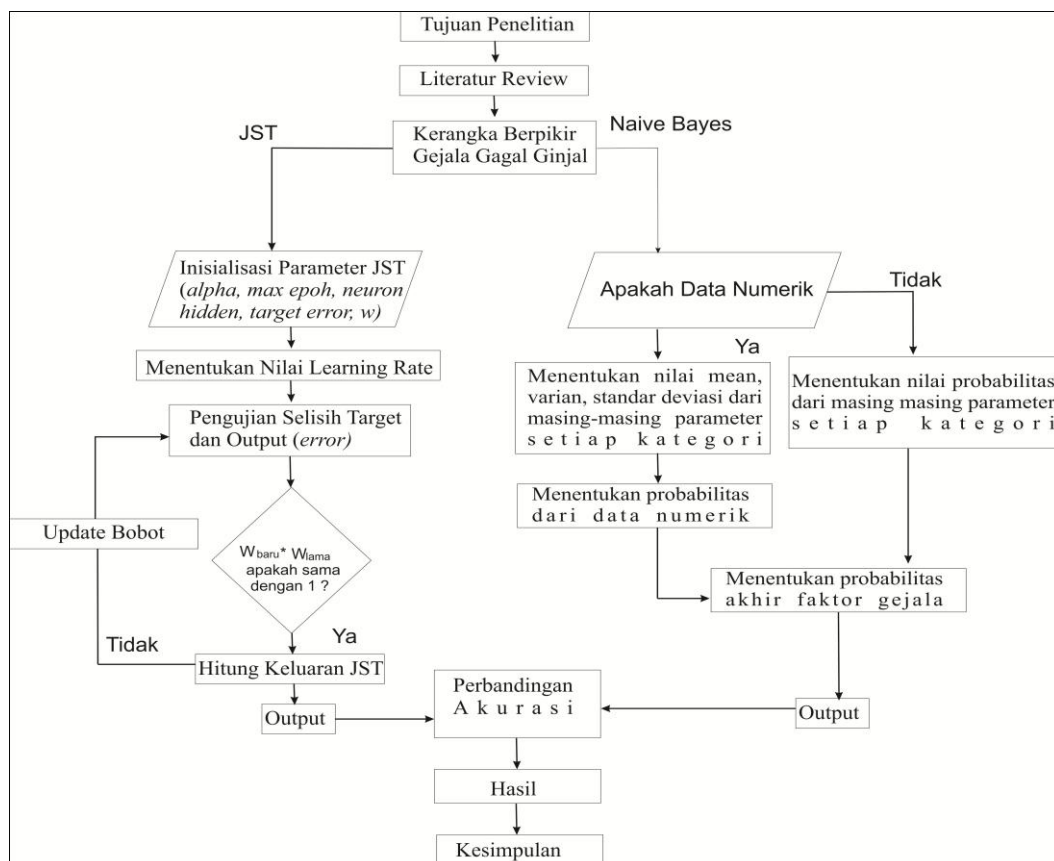 Tujuan Penitian
Literatur Review
JST
Naive Bayes
Kerangka Berpikir
Gejala Gagal Ginjal
Inisialisasi Parameter JST
(alpha, max epoh, neuron
hidden, target error, w)
Menentukan Nilai Learning Rate
Pengujian Selisih Target
dan Output (error)
Update Bobot
Wbaru* Wlama
apakah sama
dengan 1 ?
Tidak
Ya
Hitung Keluaran JST
Output
Apakah Data Numerik
Tidak
Ya
Menentukan nilai mean,
varian, standar deviasi dari
masing-masing parameter
setiap kategori
Menentukan nilai probabilitas
dari masing masing parameter
setiap kategori
Menentukan probabilitas
dari data numerik
Menentukan probabilitas
akhir faktor gejala
Output
Perbandingan
Akurasi
Hasil
Kesimpulan